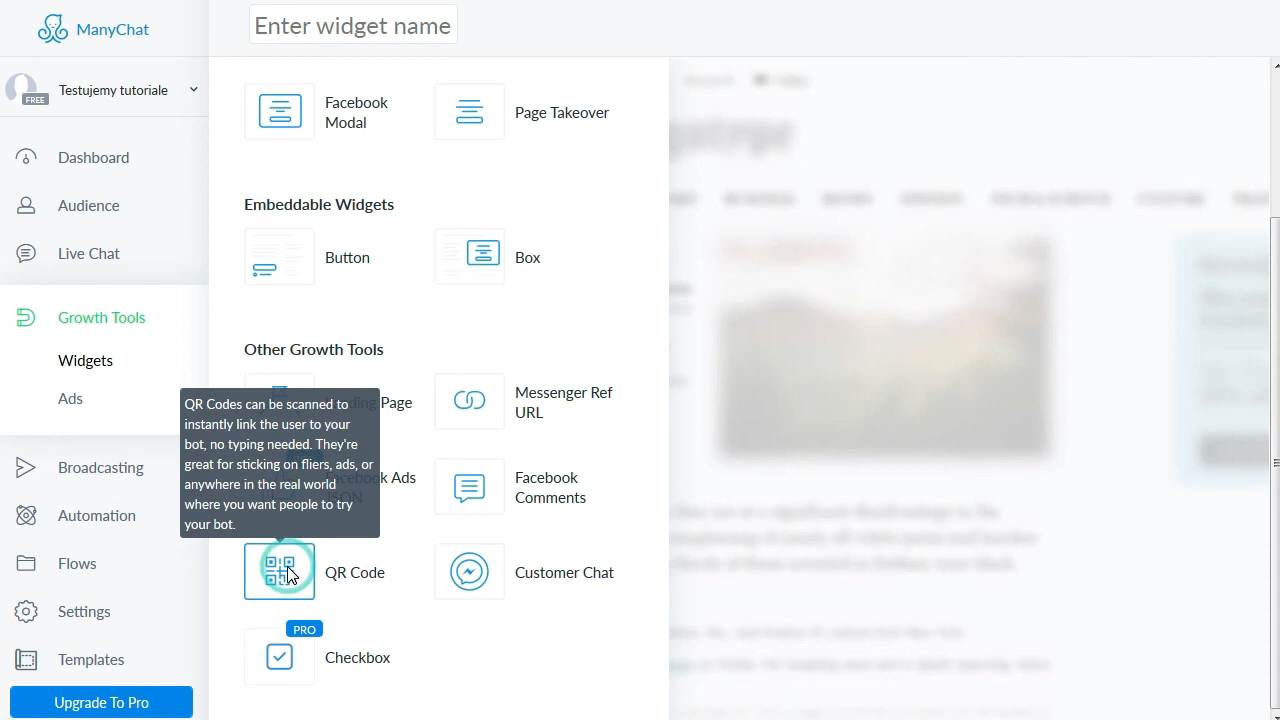 ManyChat
Enter widget name
FREE
Testujemy tutoriale
Dashboard
Audience
Live Chat
Growth Tools
Widgets
Ads
Broadcasting
Automation
Flows
Settings
Templates
Upgrade To Pro
Facebook
Modal
Page Takeover
Embeddable Widgets
Button
Box
Other Growth Tools
Page
Messenger Ref
URL
QR Codes can be scanned to
instantly link the user to your
bot, no typing needed. They're
great for sticking on fliers, ads, or
anywhere in the real world
where you want people to try
your bot.
Ads
Facebook
Comments
QR Code
Customer Chat
PRO
Checkbox